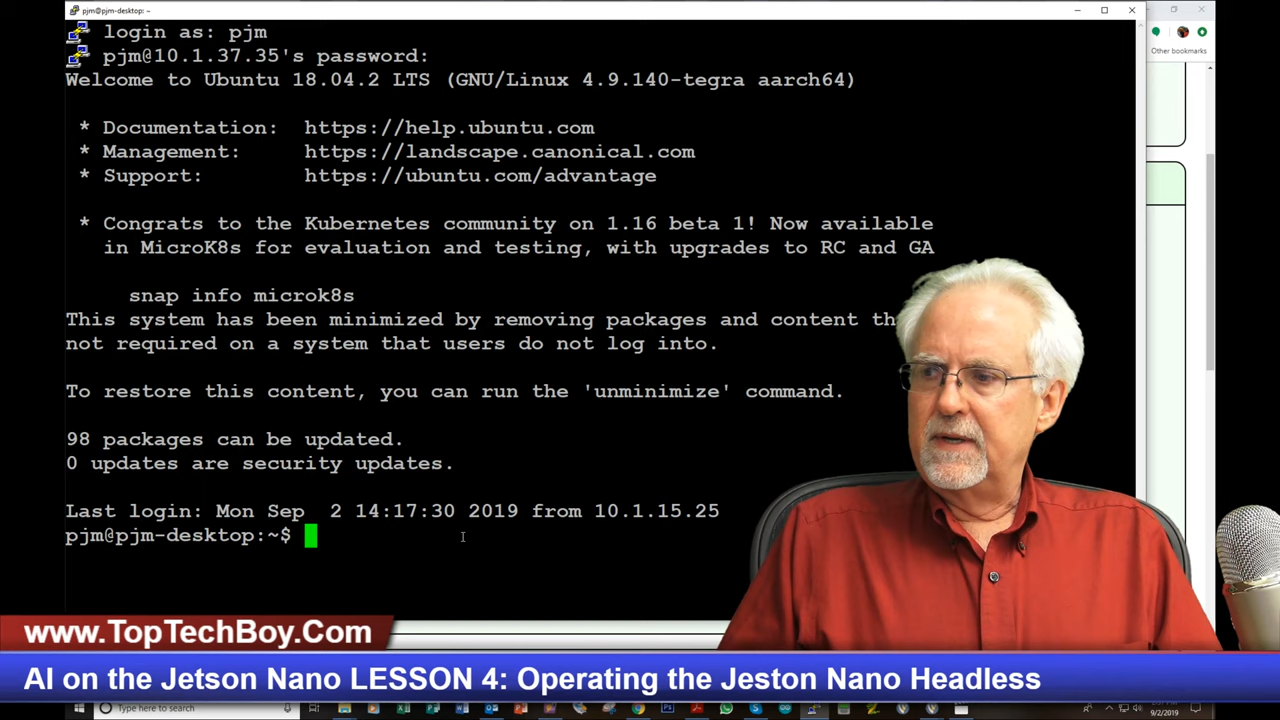 pjm@pjm-desktop: ~
login as: pjm
pjm@10.1.37.35's password:
Welcome to Ubuntu 18.04.2 LTS (GNU/Linux 4.9.140-tegra aarch64)
* Documentation: https://help.ubuntu.com
* Management: https://landscape.canonical.com
* Support: https://ubuntu.com/advantage
* Congrats to the Kubernetes community on 1.16 beta 1! Now available
in MicroK8s for evaluation and testing, with upgrades to RC and GA
snap info microk8s
This system has been minimized by removing packages and content th
not required on a system that users do not log into.
To restore this content, you can run the 'unminimize' command.
98 packages can be updated.
0 updates are security updates.
Last login: Mon Sep 2 14:17:30 2019 from 10.1.15.25
pjm@pjm-desktop:~$
Other bookmarks
www.TopTechBoy.Com
AI on the Jetson Nano LESSON 4: Operating the Jeston Nano Headless
Type here to search
9/2/2019